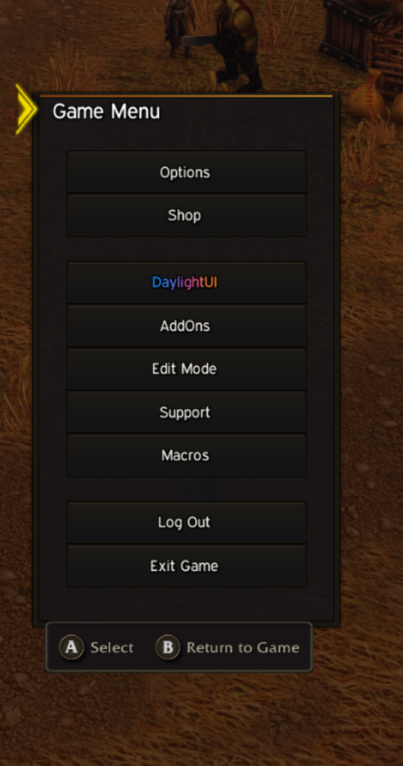 Game Menu
Options
Shop
DaylightUI
AddOns
Edit Mode
Support
Macros
Log Out
Exit Game
A Select B Return to Game